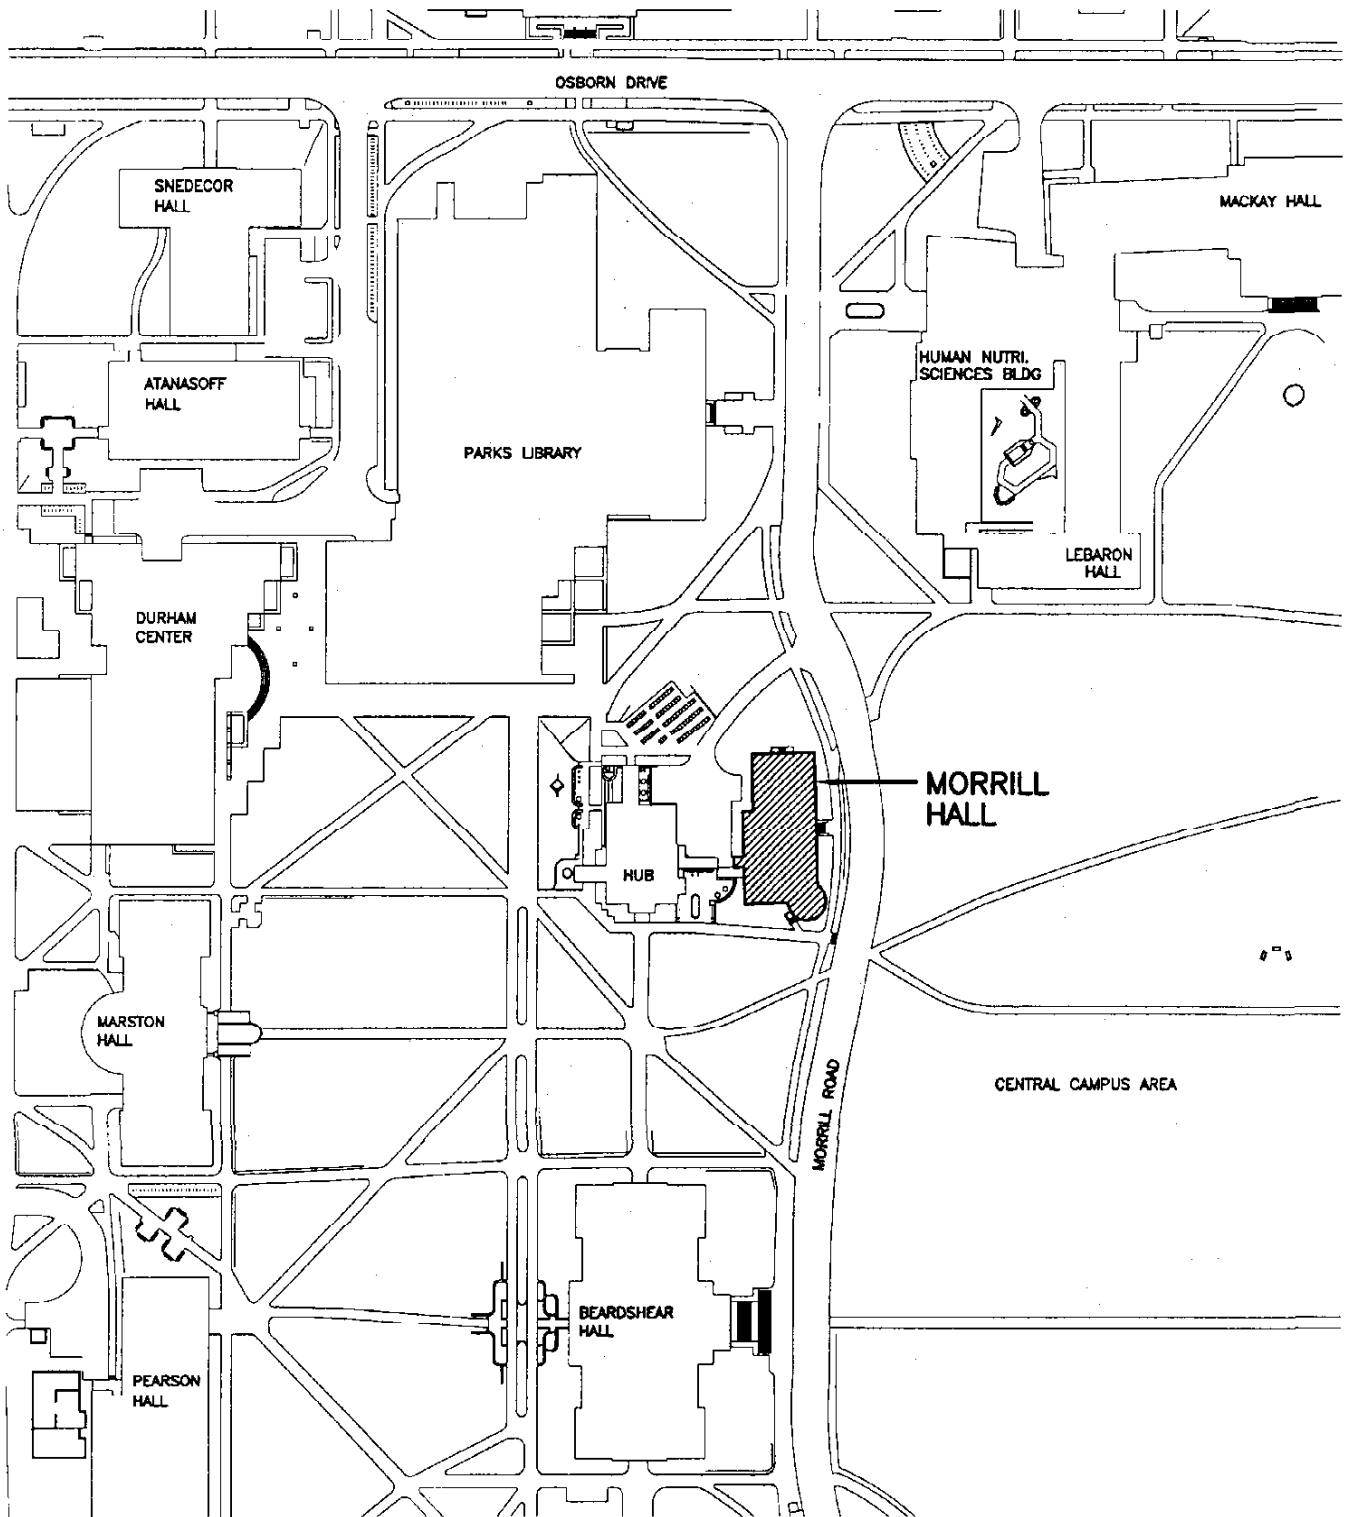 OSBORN DRIVE
SNEDECOR
HALL
MACKAY HALL
HUMAN NUTRI.
SCIENCES BLDG
ATANASOFF
HALL
PARKS LIBRARY
LEBARON
HALL
DURHAM
CENTER
MORRILL
HALL
HUB
MARSTON
HALL
MORRILL ROAD
CENTRAL CAMPUS AREA
BEARDSHEAR
HALL
PEARSON
HALL